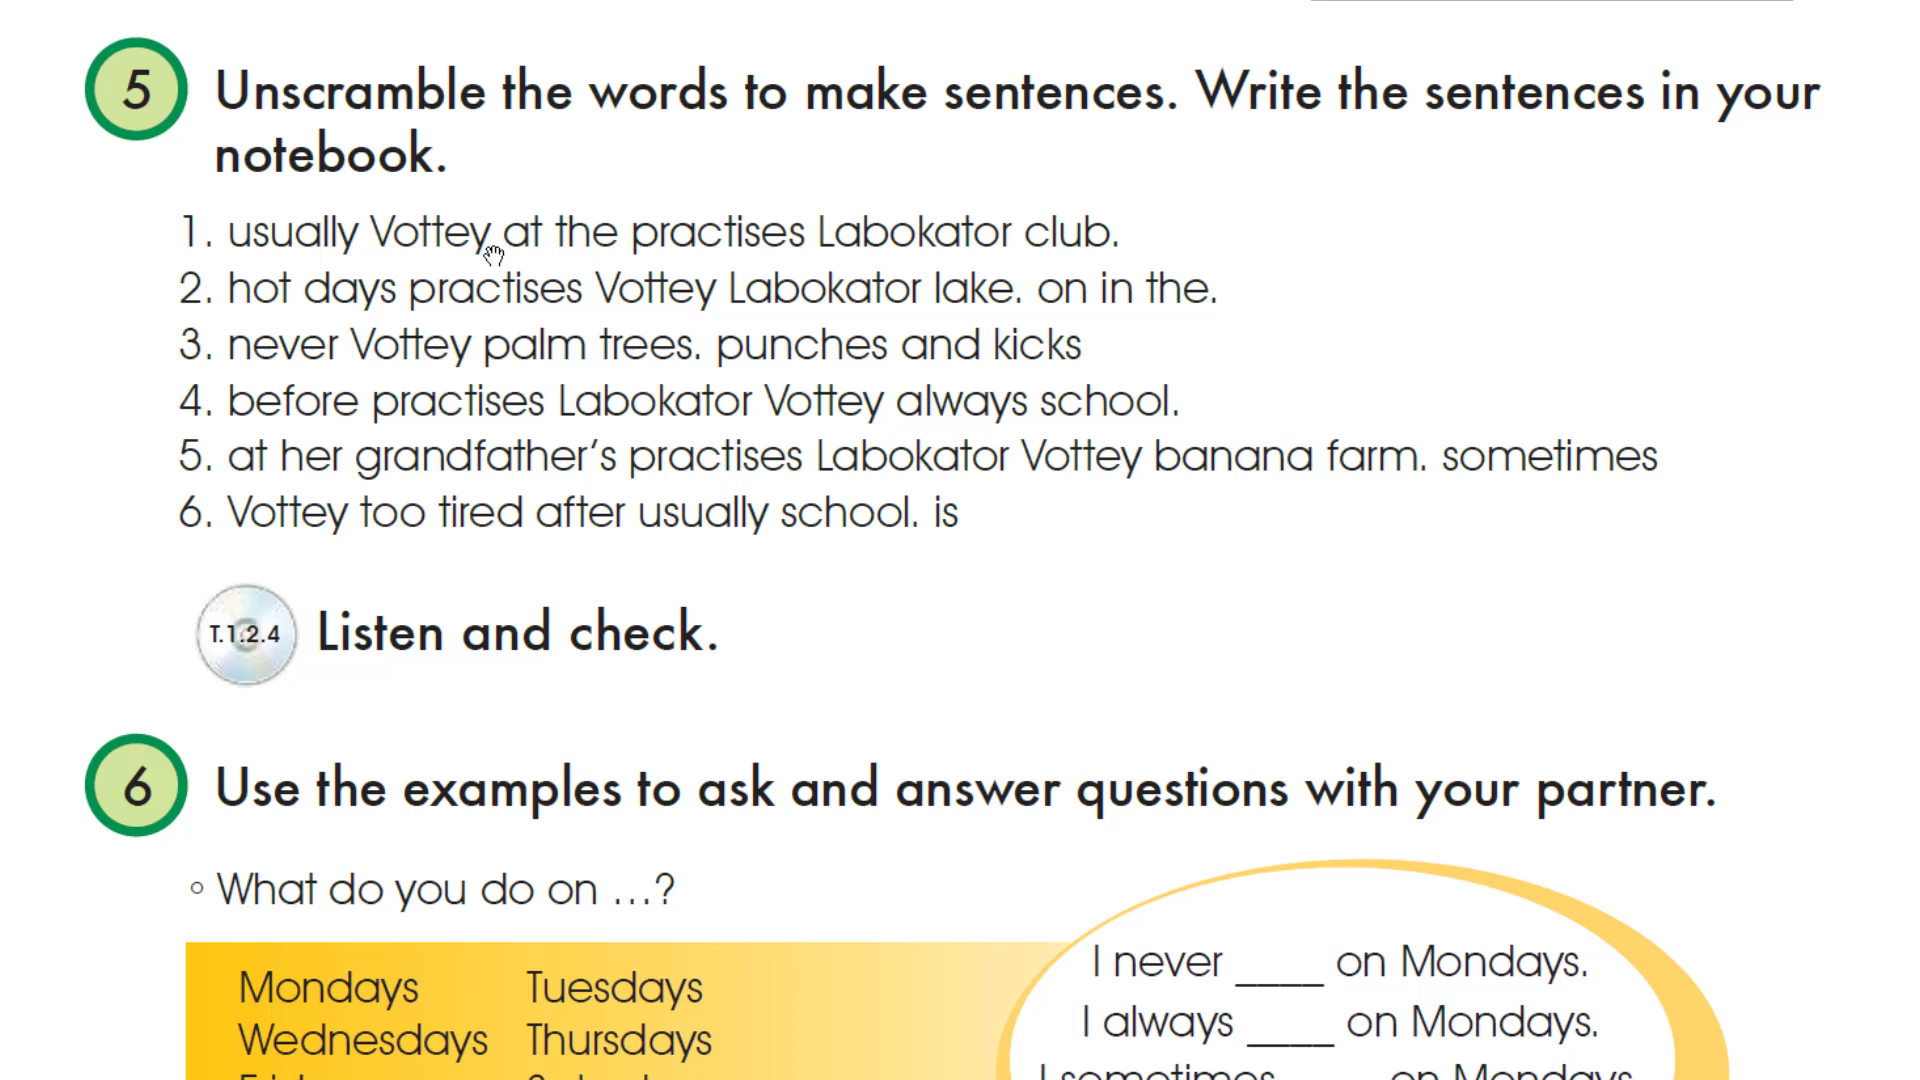 5 Unscramble the words to make sentences. Write the sentences in your
notebook.
1. usually Vottey at the practises Labokator club.
2. hot days practises Vottey Labokator lake. on in the.
3. never Vottey palm trees. punches and kicks
4. before practises Labokator Vottey always school.
5. at her grandfather’s practises Labokator Vottey banana farm. sometimes
6. Vottey too tired after usually school. is
T.1.2.4 Listen and check.
6 Use the examples to ask and answer questions with your partner.
◦ What do you do on ...?
Mondays Tuesdays
Wednesdays Thursdays
I never ____ on Mondays.
I always ____ on Mondays.
I sometimes ____ on Mondays